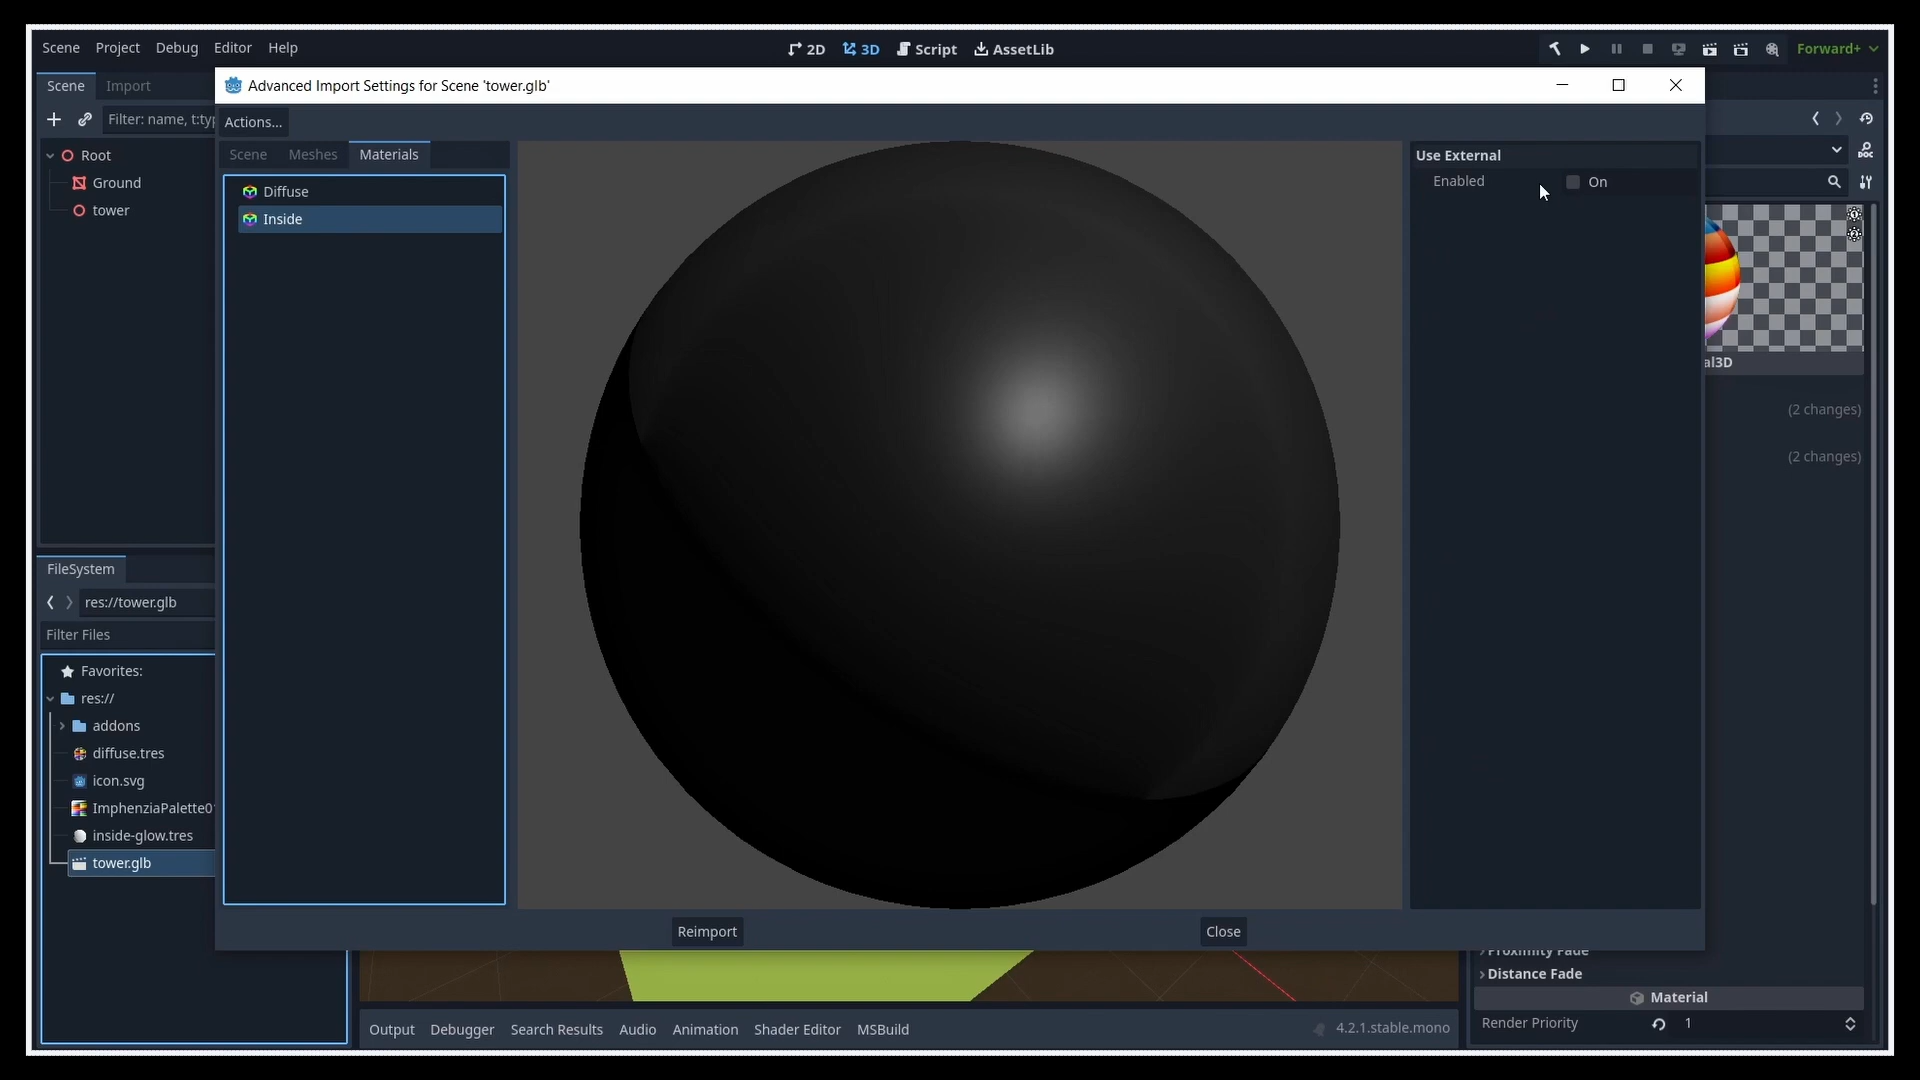 Scene Project Debug Editor Help
2D 3D Script AssetLib
Forward+
Scene Import
Advanced Import Settings for Scene 'tower.glb'
Filter: name, t:typ
Actions...
Root
Ground
tower
Scene Meshes Materials
Diffuse
Inside
Use External
Enabled On
al3D
(2 changes)
(2 changes)
FileSystem
res://tower.glb
Filter Files
Favorites:
res://
addons
diffuse.tres
icon.svg
ImphenziaPalette0
inside-glow.tres
tower.glb
Reimport Close
Proximity Fade
Distance Fade
Material
Render Priority 1
Output Debugger Search Results Audio Animation Shader Editor MSBuild
4.2.1.stable.mono